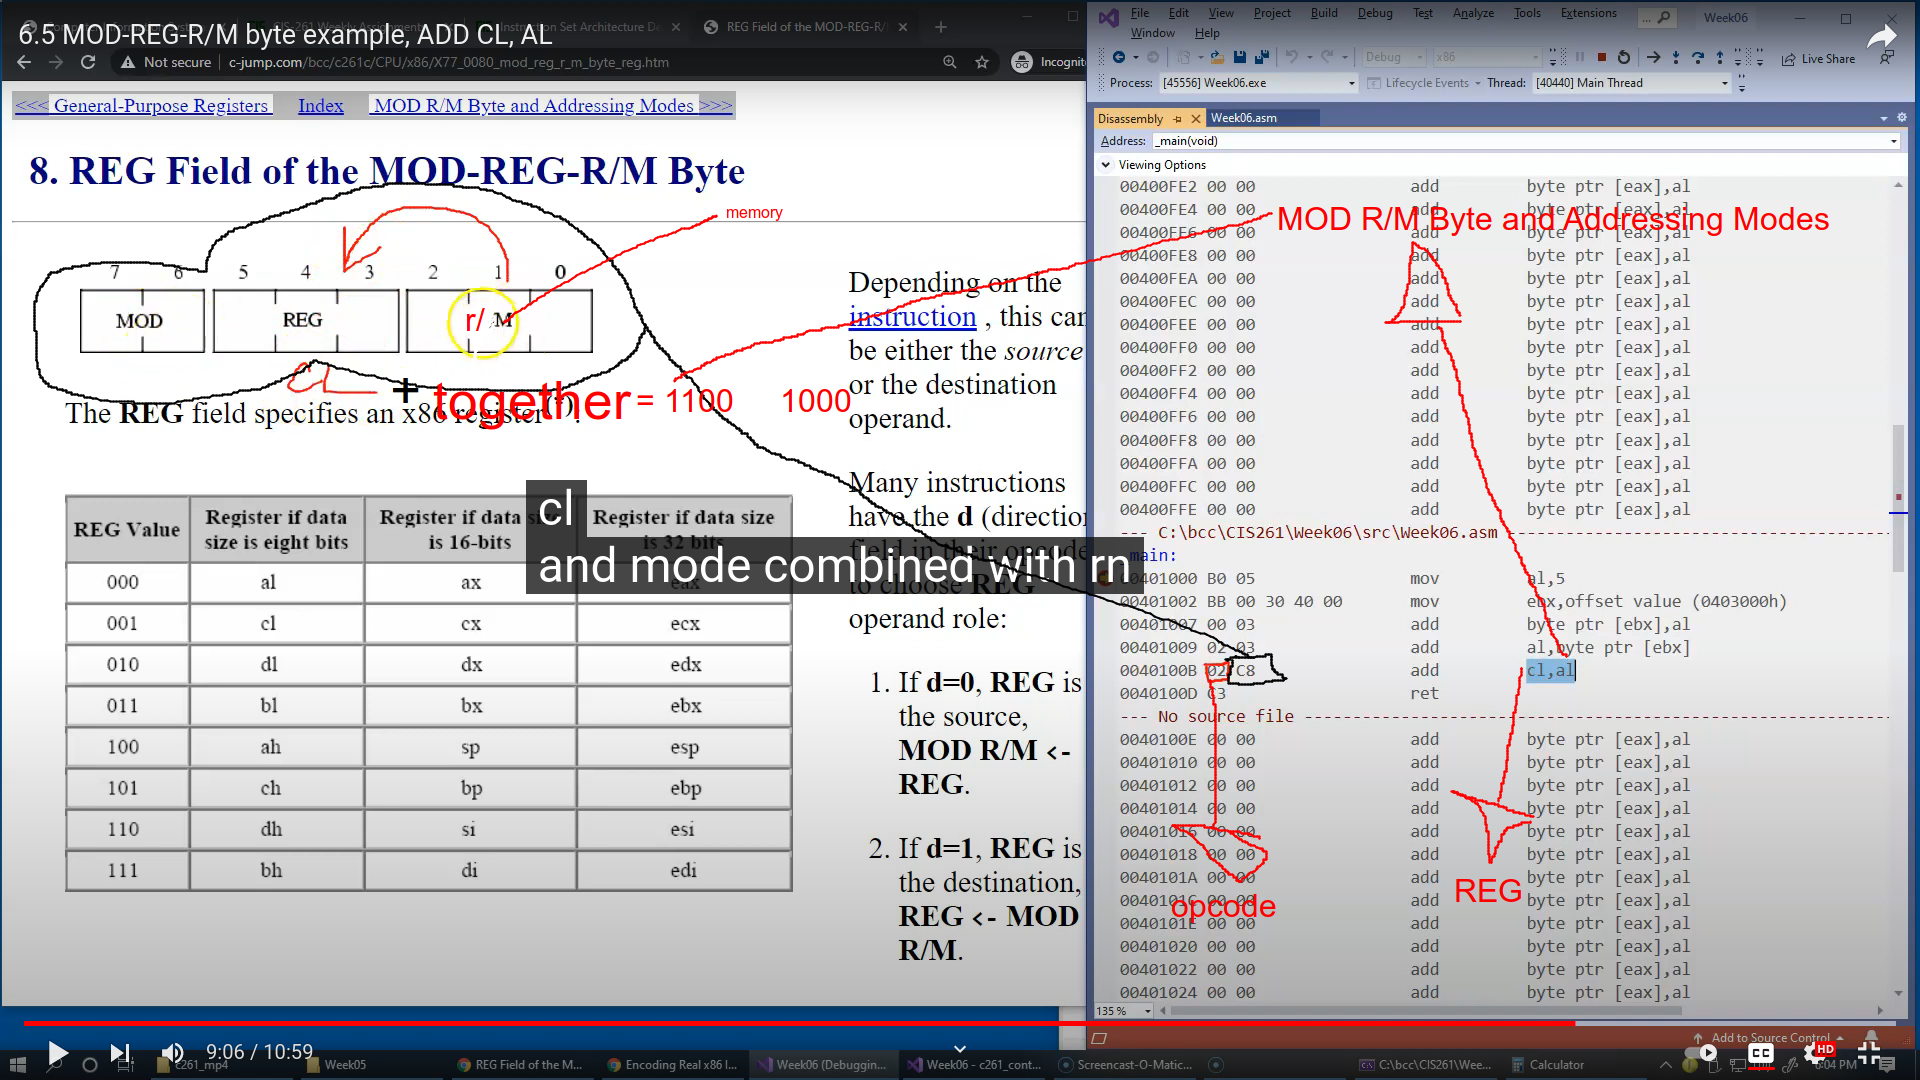 6.5 MOD-REG-R/M byte example, ADD CL, AL
REG Field of the MOD-REG-R/
Not secure c-jump.com/bcc/c261c/CPU/x86/X77_0080_mod_reg_r_m_byte_reg.htm
Incognit
<<< General-Purpose Registers Index MOD R/M Byte and Addressing Modes >>>
8. REG Field of the MOD-REG-R/M Byte
memory
7 6 5 4 3 2 1 0
MOD REG r/ M
together = 1100 1000
The REG field specifies an x86 register
Depending on the
instruction , this can
be either the source
or the destination
operand.
Many instructions
have the d (direction
field in their opcode
to choose REG
operand role:
1. If d=0, REG is
the source,
MOD R/M <-
REG.
2. If d=1, REG is
the destination,
REG <- MOD
R/M.
REG Value Register if data size is eight bits Register if data size is 16-bits Register if data size is 32 bits
000 al ax eax
001 cl cx ecx
010 dl dx edx
011 bl bx ebx
100 ah sp esp
101 ch bp ebp
110 dh si esi
111 bh di edi
cl
and mode combined with rn
File Edit View Project Build Debug Test Analyze Tools Extensions ... Week06
Window Help
Debug x86 Live Share
Process: [45556] Week06.exe Lifecycle Events Thread: [40440] Main Thread
Disassembly Week06.asm
Address: _main(void)
Viewing Options
MOD R/M Byte and Addressing Modes
00400FE2 00 00 add byte ptr [eax],al
00400FE4 00 00 add byte ptr [eax],al
00400FE6 00 00 add byte ptr [eax],al
00400FE8 00 00 add byte ptr [eax],al
00400FEA 00 00 add byte ptr [eax],al
00400FEC 00 00 add byte ptr [eax],al
00400FEE 00 00 add byte ptr [eax],al
00400FF0 00 00 add byte ptr [eax],al
00400FF2 00 00 add byte ptr [eax],al
00400FF4 00 00 add byte ptr [eax],al
00400FF6 00 00 add byte ptr [eax],al
00400FF8 00 00 add byte ptr [eax],al
00400FFA 00 00 add byte ptr [eax],al
00400FFC 00 00 add byte ptr [eax],al
00400FFE 00 00 add byte ptr [eax],al
--- C:\bcc\CIS261\Week06\src\Week06.asm
main:
00401000 B0 05 mov al,5
00401002 BB 00 30 40 00 mov ebx,offset value (0403000h)
00401007 00 03 add byte ptr [ebx],al
00401009 02 03 add al,byte ptr [ebx]
0040100B 02 C8 add cl,al
0040100D C3 ret
--- No source file
0040100E 00 00 add byte ptr [eax],al
00401010 00 00 add byte ptr [eax],al
00401012 00 00 add byte ptr [eax],al
00401014 00 00 add byte ptr [eax],al
00401016 00 00 add byte ptr [eax],al
00401018 00 00 add byte ptr [eax],al
0040101A 00 00 add byte ptr [eax],al
0040101C 00 00 add byte ptr [eax],al
0040101E 00 00 add byte ptr [eax],al
00401020 00 00 add byte ptr [eax],al
00401022 00 00 add byte ptr [eax],al
00401024 00 00 add byte ptr [eax],al
opcode
REG
135 %
Add to Source Control
9:06 / 10:59
CC HD
c261_mp4 Week05 REG Field of the M... Encoding Real x86 I... Week06 (Debuggin... Week06 - c261_cont... Screencast-O-Matic... C:\bcc\CIS261\Wee... Calculator 6:04 PM